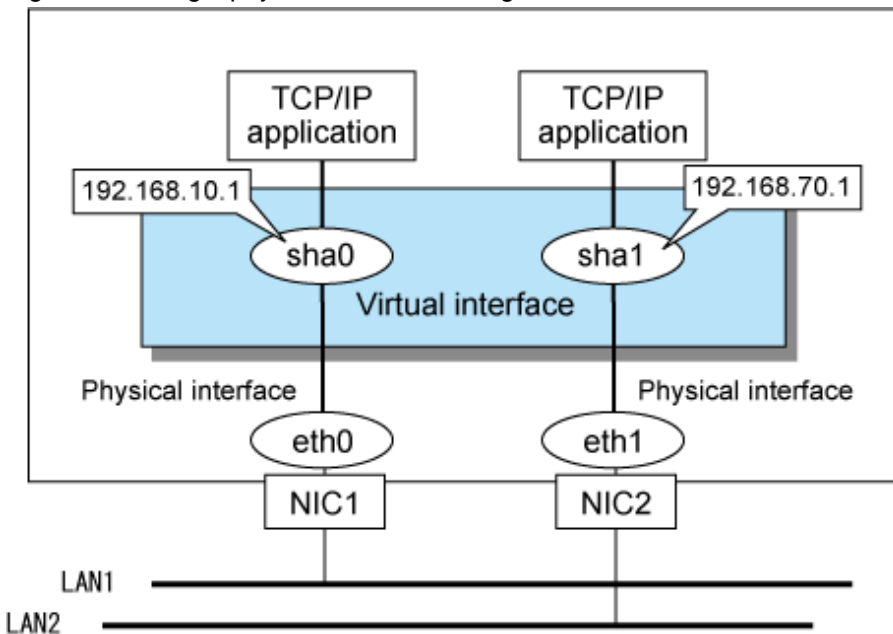 TCP/IP
application
TCP/IP
application
192.168.10.1
192.168.70.1
sha0
sha1
Virtual interface
Physical interface
Physical interface
eth0
eth1
NIC1
NIC2
LAN1
LAN2